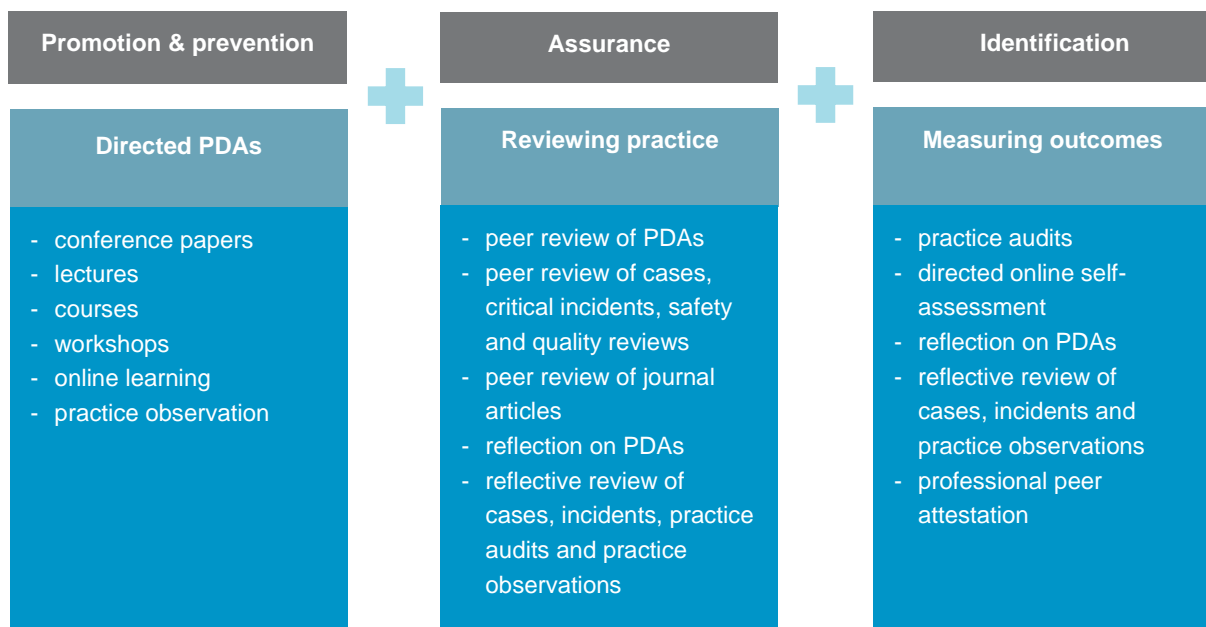 Promotion & prevention
Directed PDAs
- conference papers
- lectures
- courses
- workshops
- online learning
- practice observation
Assurance
Reviewing practice
- peer review of PDAs
- peer review of cases,
critical incidents, safety
and quality reviews
- peer review of journal
articles
- reflection on PDAs
- reflective review of
cases, incidents, practice
audits and practice
observations
Identification
Measuring outcomes
- practice audits
- directed online self-
assessment
- reflection on PDAs
- reflective review of
cases, incidents and
practice observations
- professional peer
attestation